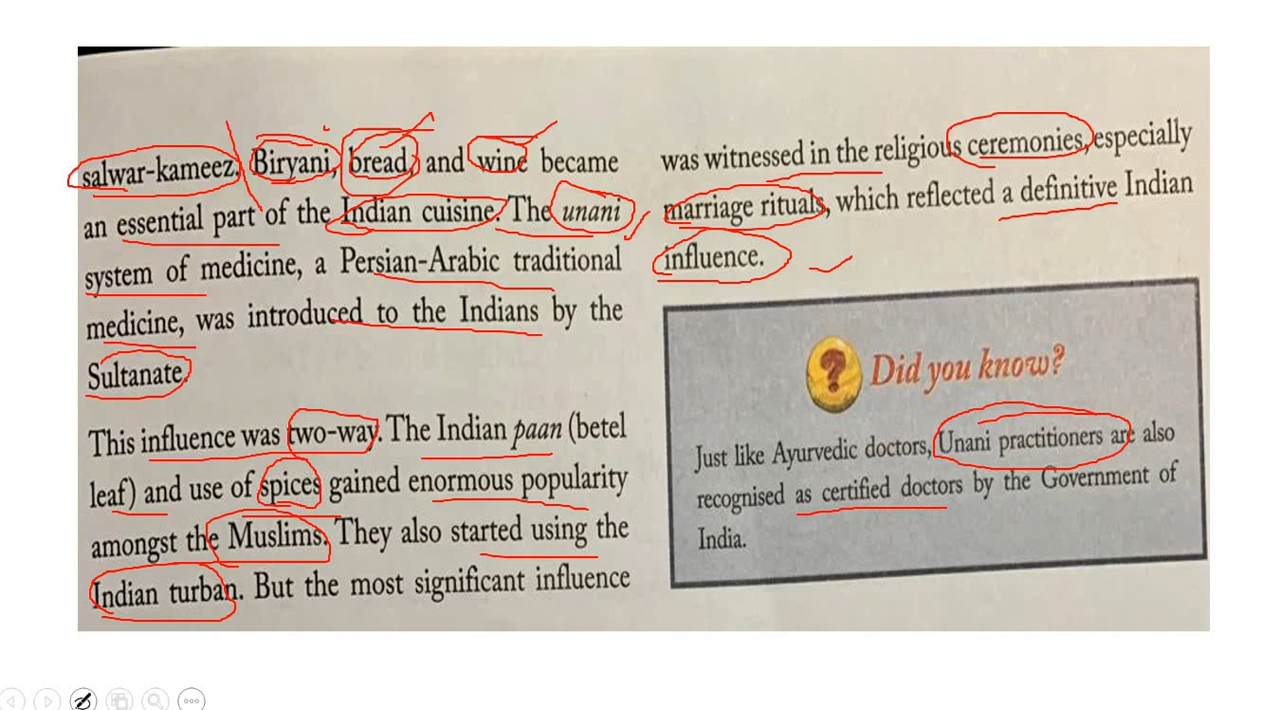 salwar-kameez. Biryani, bread, and wine became
an essential part of the Indian cuisine. The unani
system of medicine, a Persian-Arabic traditional
medicine, was introduced to the Indians by the
Sultanate.
This influence was two-way. The Indian paan (betel
leaf) and use of spices gained enormous popularity
amongst the Muslims. They also started using the
Indian turban. But the most significant influence
was witnessed in the religious ceremonies, especially
marriage rituals, which reflected a definitive Indian
influence.
? Did you know?
Just like Ayurvedic doctors, Unani practitioners are also
recognised as certified doctors by the Government of
India.